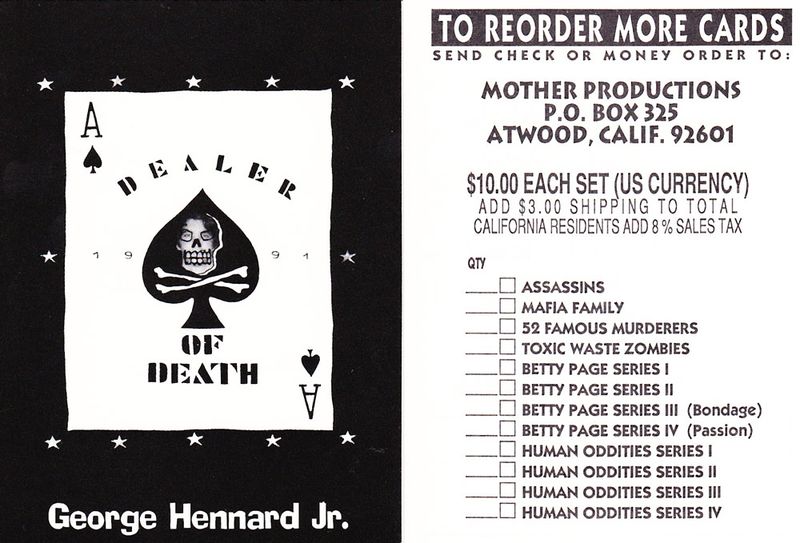 A
DEALER
19 91
OF
DEATH
A
George Hennard Jr.
TO REORDER MORE CARDS
SEND CHECK OR MONEY ORDER TO:
MOTHER PRODUCTIONS
P.O. BOX 325
ATWOOD, CALIF. 92601
$10.00 EACH SET (US CURRENCY)
ADD $3.00 SHIPPING TO TOTAL
CALIFORNIA RESIDENTS ADD 8% SALES TAX
QTY
ASSASSINS
MAFIA FAMILY
52 FAMOUS MURDERERS
TOXIC WASTE ZOMBIES
BETTY PAGE SERIES I
BETTY PAGE SERIES II
BETTY PAGE SERIES III (Bondage)
BETTY PAGE SERIES IV (Passion)
HUMAN ODDITIES SERIES I
HUMAN ODDITIES SERIES II
HUMAN ODDITIES SERIES III
HUMAN ODDITIES SERIES IV